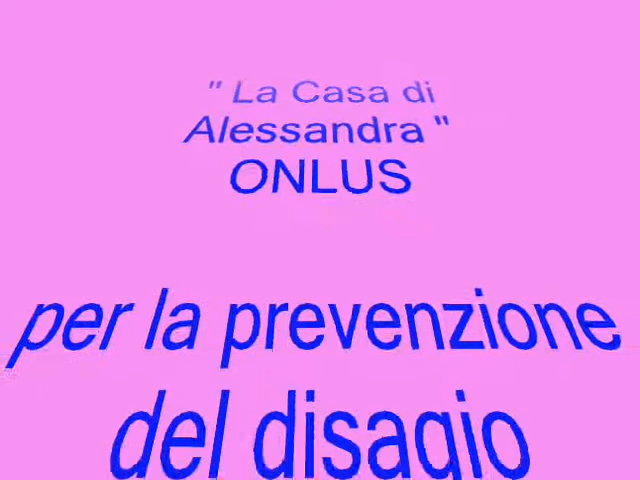 " La Casa di
Alessandra "
ONLUS
per la prevenzione
del disagio